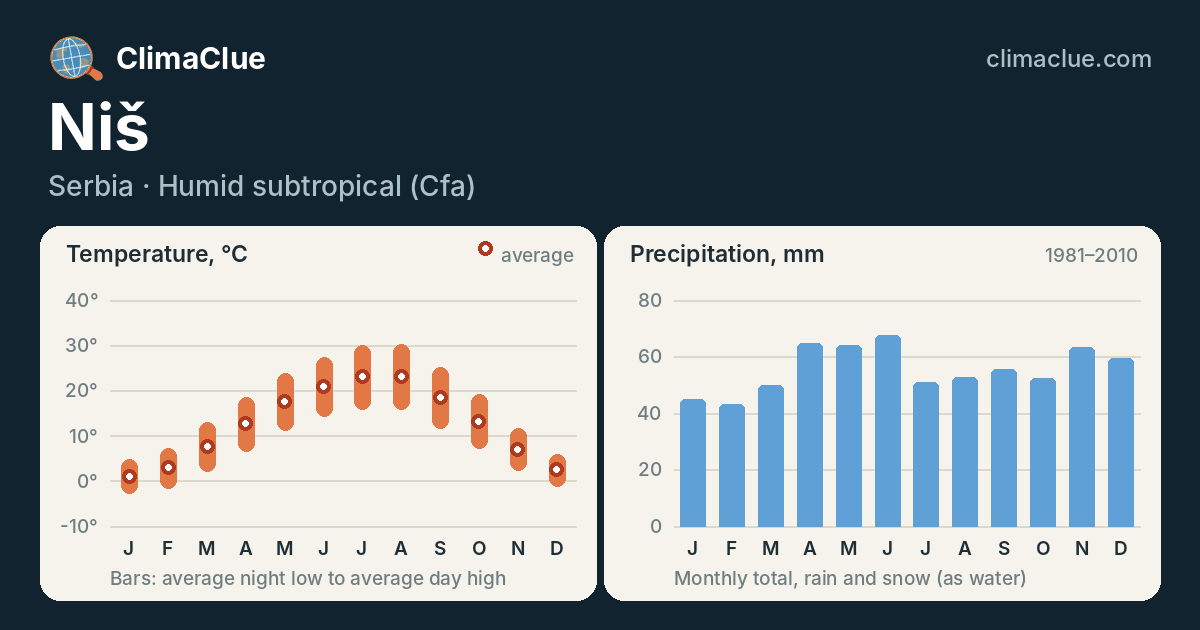 ClimaClue
climaclue.com
Niš
Serbia · Humid subtropical (Cfa)
Temperature, °C
average
40°
30°
20°
10°
0°
-10°
J F M A M J J A S O N D
Bars: average night low to average day high
Precipitation, mm
1981–2010
80
60
40
20
0
J F M A M J J A S O N D
Monthly total, rain and snow (as water)